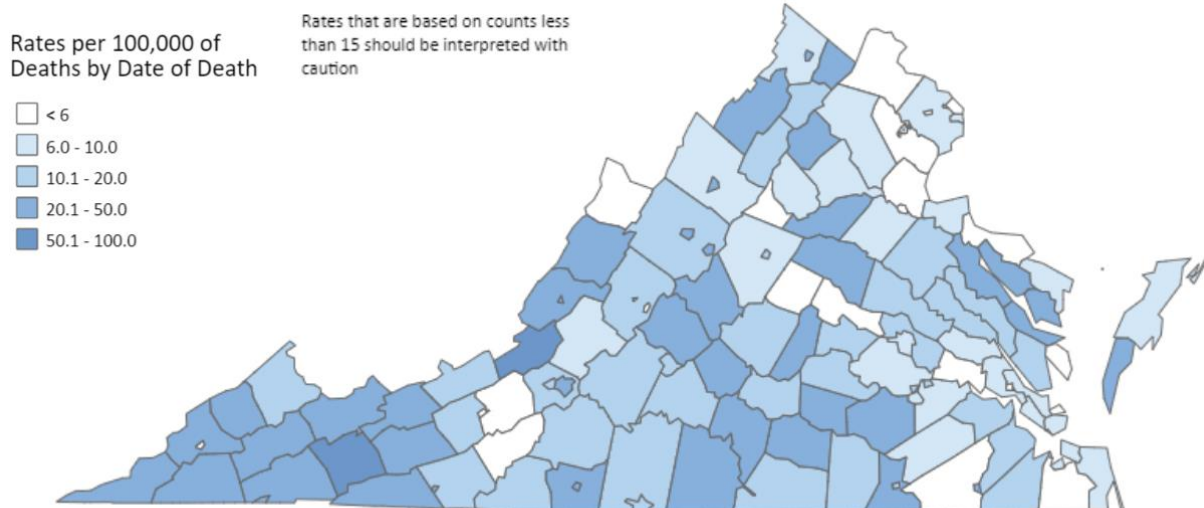 Rates per 100,000 of
Deaths by Date of Death
< 6
6.0 - 10.0
10.1 - 20.0
20.1 - 50.0
50.1 - 100.0
Rates that are based on counts less
than 15 should be interpreted with
caution